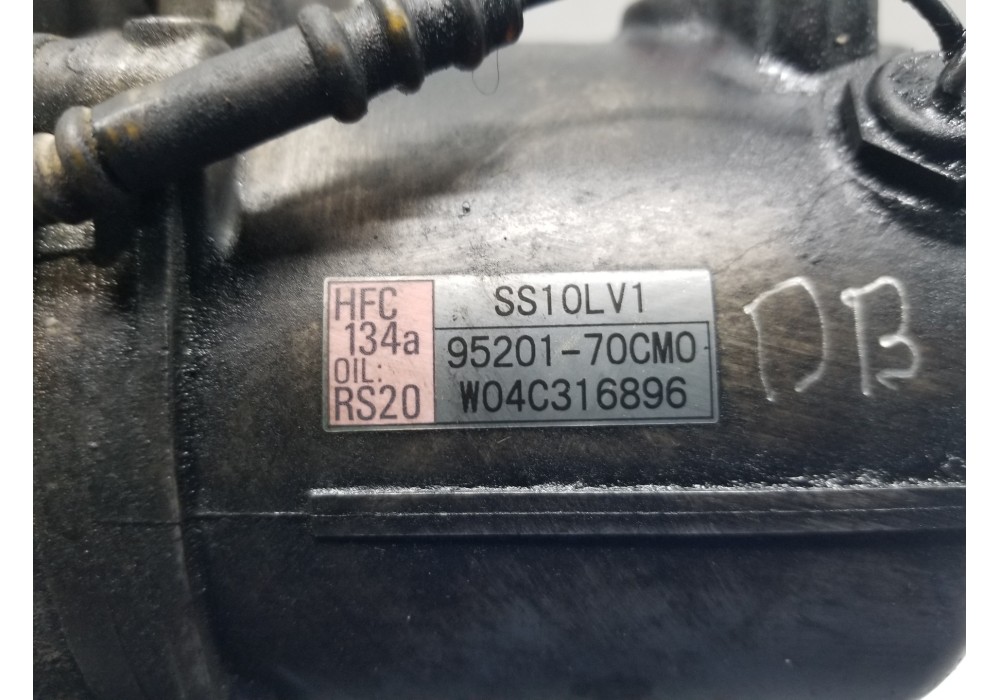 HFC
134a
OIL:
RS20
SS10LV1
95201-70CM0
W04C316896
DB